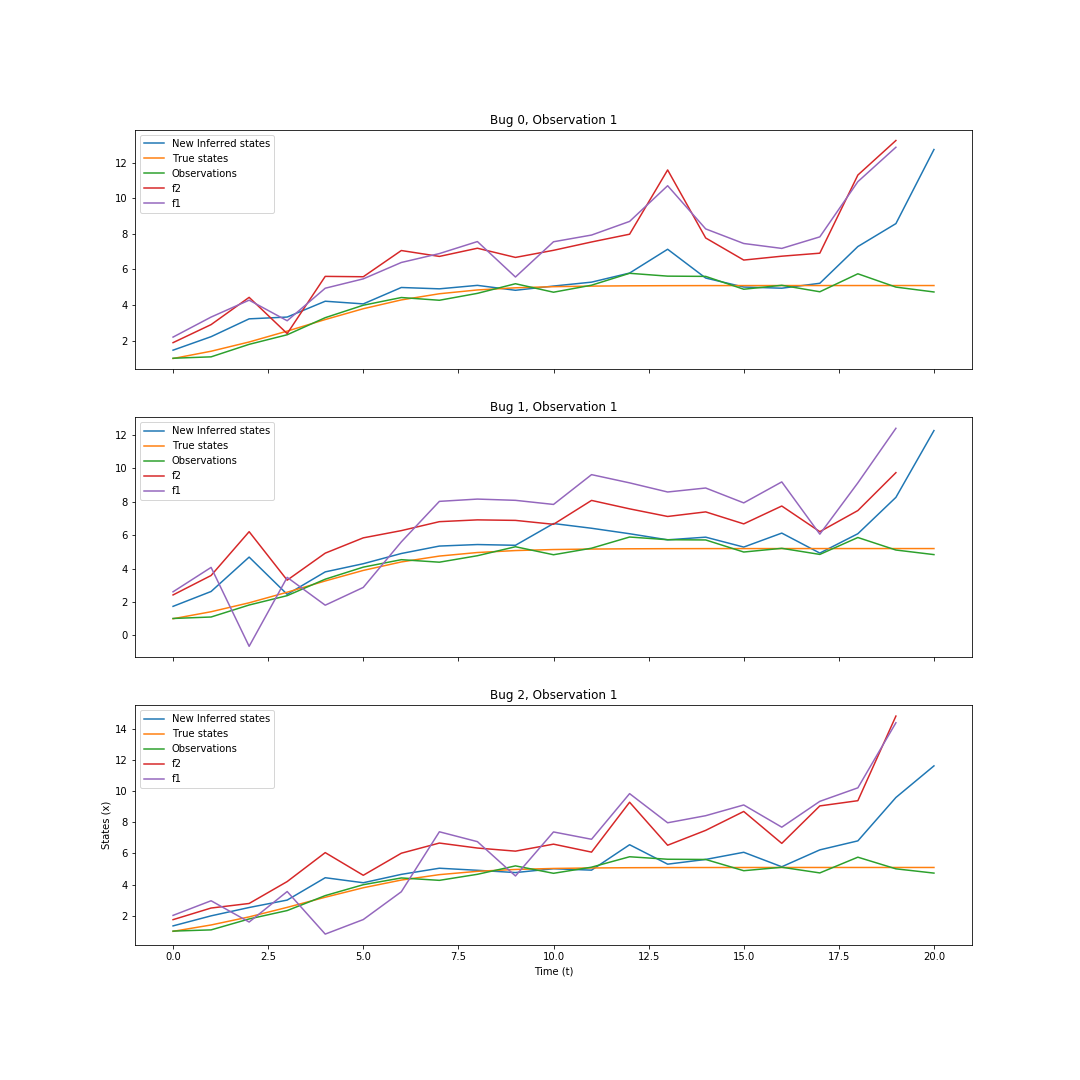 Bug 0, Observation 1
New Inferred states
True states
Observations
f2
f1
12
10
8
6
4
2
Bug 1, Observation 1
New Inferred states
True states
Observations
f2
f1
12
10
8
6
4
2
0
Bug 2, Observation 1
New Inferred states
True states
Observations
f2
f1
14
12
10
8
6
4
2
States (x)
0.0 2.5 5.0 7.5 10.0 12.5 15.0 17.5 20.0
Time (t)